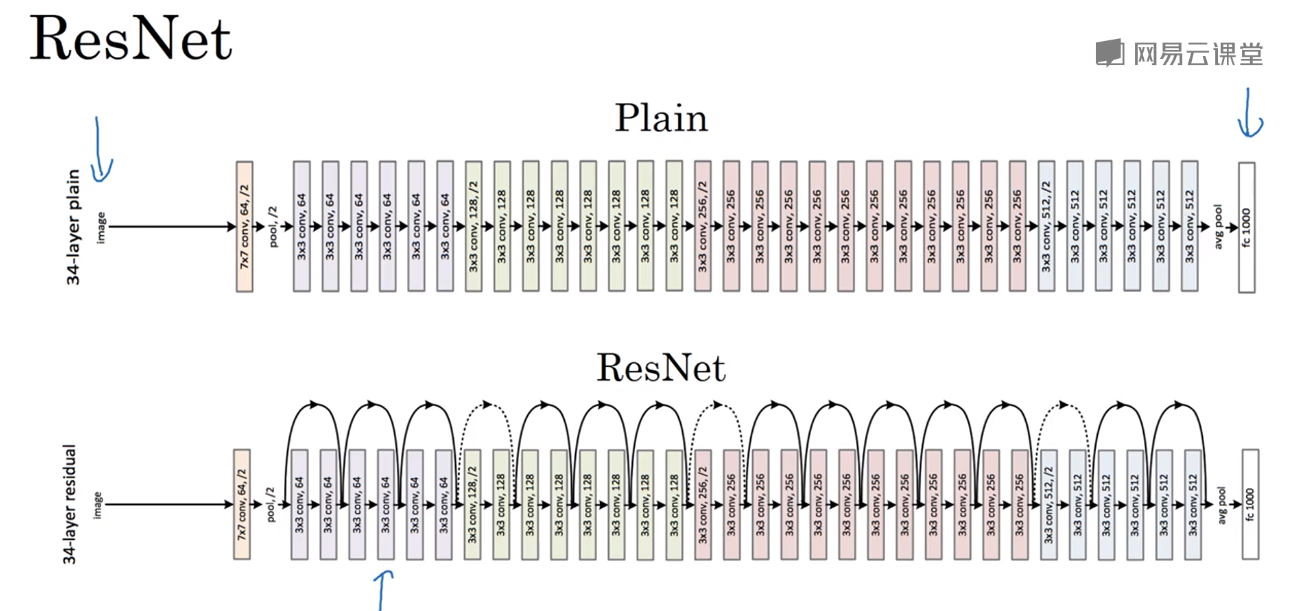 ResNet
网易云课堂
Plain
34-layer plain
image
7x7 conv, 64, /2
pool, /2
3x3 conv, 64
3x3 conv, 64
3x3 conv, 64
3x3 conv, 64
3x3 conv, 64
3x3 conv, 64
3x3 conv, 128, /2
3x3 conv, 128
3x3 conv, 128
3x3 conv, 128
3x3 conv, 128
3x3 conv, 128
3x3 conv, 128
3x3 conv, 128
3x3 conv, 256, /2
3x3 conv, 256
3x3 conv, 256
3x3 conv, 256
3x3 conv, 256
3x3 conv, 256
3x3 conv, 256
3x3 conv, 256
3x3 conv, 256
3x3 conv, 256
3x3 conv, 256
3x3 conv, 256
3x3 conv, 512, /2
3x3 conv, 512
3x3 conv, 512
3x3 conv, 512
3x3 conv, 512
3x3 conv, 512
avg pool
fc 1000
ResNet
34-layer residual
image
7x7 conv, 64, /2
pool, /2
3x3 conv, 64
3x3 conv, 64
3x3 conv, 64
3x3 conv, 64
3x3 conv, 64
3x3 conv, 64
3x3 conv, 128, /2
3x3 conv, 128
3x3 conv, 128
3x3 conv, 128
3x3 conv, 128
3x3 conv, 128
3x3 conv, 128
3x3 conv, 128
3x3 conv, 256, /2
3x3 conv, 256
3x3 conv, 256
3x3 conv, 256
3x3 conv, 256
3x3 conv, 256
3x3 conv, 256
3x3 conv, 256
3x3 conv, 256
3x3 conv, 256
3x3 conv, 256
3x3 conv, 256
3x3 conv, 512, /2
3x3 conv, 512
3x3 conv, 512
3x3 conv, 512
3x3 conv, 512
3x3 conv, 512
avg pool
fc 1000